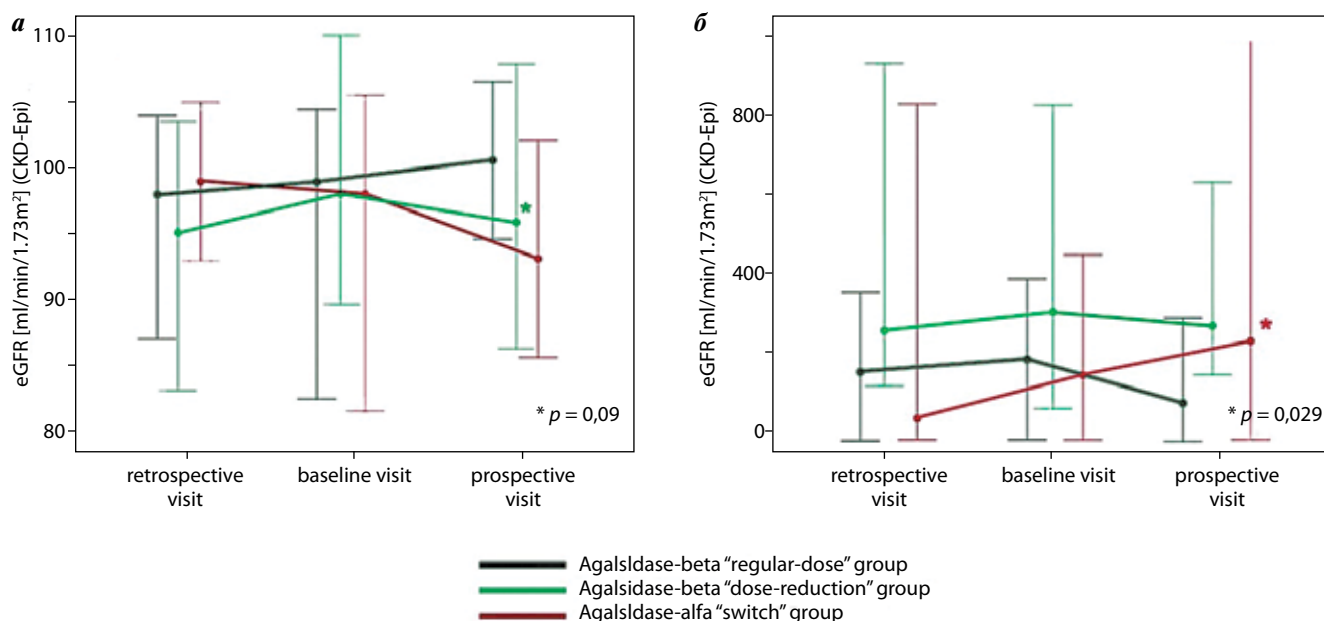 а
110
100
90
80
eGFR [ml/min/1.73m²] (CKD-Epi)
* p = 0,09
*
retrospective
visit
baseline visit
prospective
visit
б
800
400
0
eGFR [ml/min/1.73m²] (CKD-Epi)
* p = 0,029
*
retrospective
visit
baseline visit
prospective
visit
Agalsldase-beta “regular-dose” group
Agalsidase-beta “dose-reduction” group
Agalsldase-alfa “switch” group